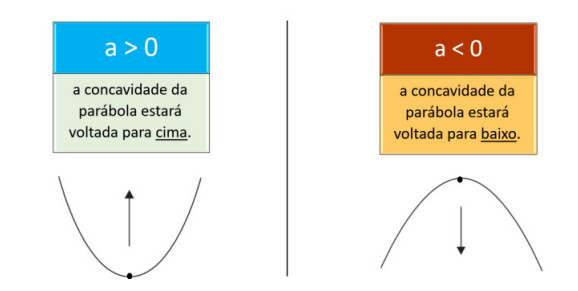 a > 0
a concavidade da
parábola estará
voltada para cima.
a < 0
a concavidade da
parábola estará
voltada para baixo.